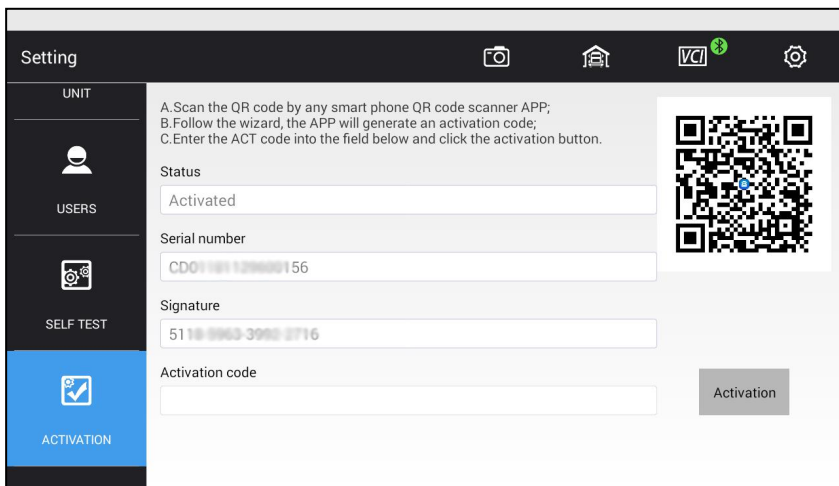 Setting
VCI
UNIT
USERS
SELF TEST
ACTIVATION
A.Scan the QR code by any smart phone QR code scanner APP;
B.Follow the wizard, the APP will generate an activation code;
C.Enter the ACT code into the field below and click the activation button.
Status
Activated
Serial number
Signature
Activation code
Activation